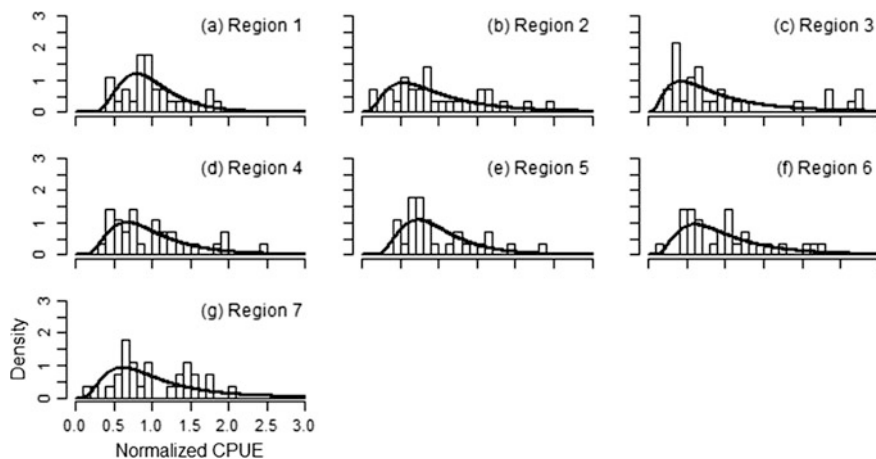 3
2
1
0
(a) Region 1
(b) Region 2
(c) Region 3
3
2
1
0
(d) Region 4
(e) Region 5
(f) Region 6
3
2
1
0
(g) Region 7
Density
0.0 0.5 1.0 1.5 2.0 2.5 3.0
Normalized CPUE